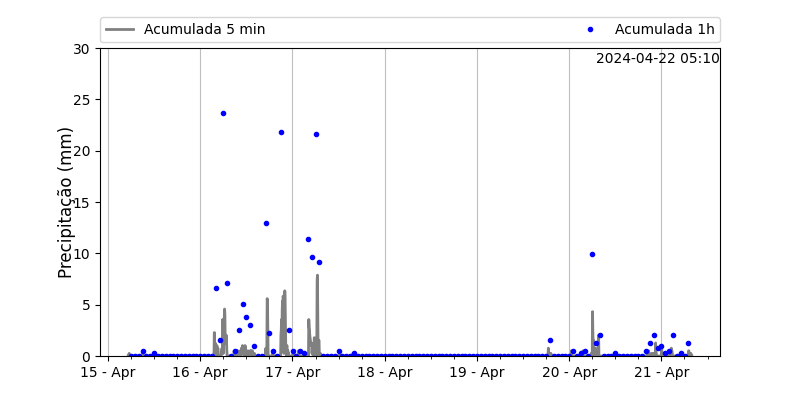 Acumulada 5 min
Acumulada 1h
2024-04-22 05:10
Precipitação (mm)
30
25
20
15
10
5
0
15 - Apr
16 - Apr
17 - Apr
18 - Apr
19 - Apr
20 - Apr
21 - Apr